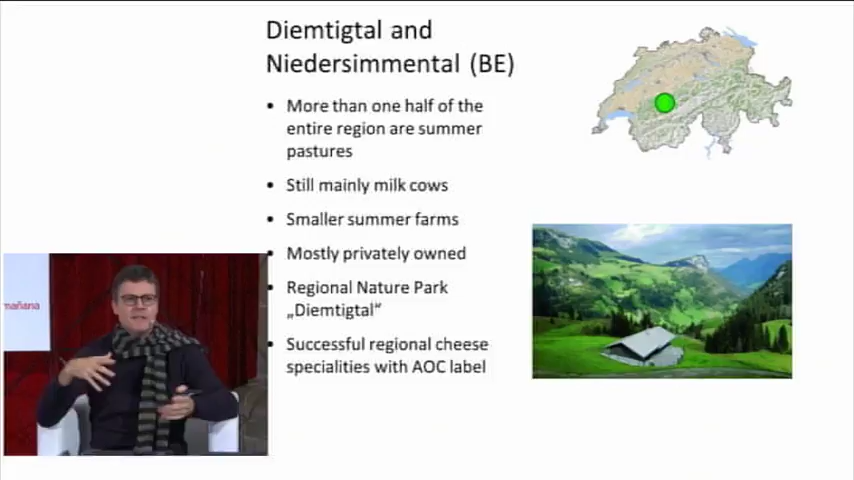 Diemtigtal and
Niedersimmental (BE)
• More than one half of the
entire region are summer
pastures
• Still mainly milk cows
• Smaller summer farms
• Mostly privately owned
• Regional Nature Park
„Diemtigtal“
• Successful regional cheese
specialities with AOC label
mañana